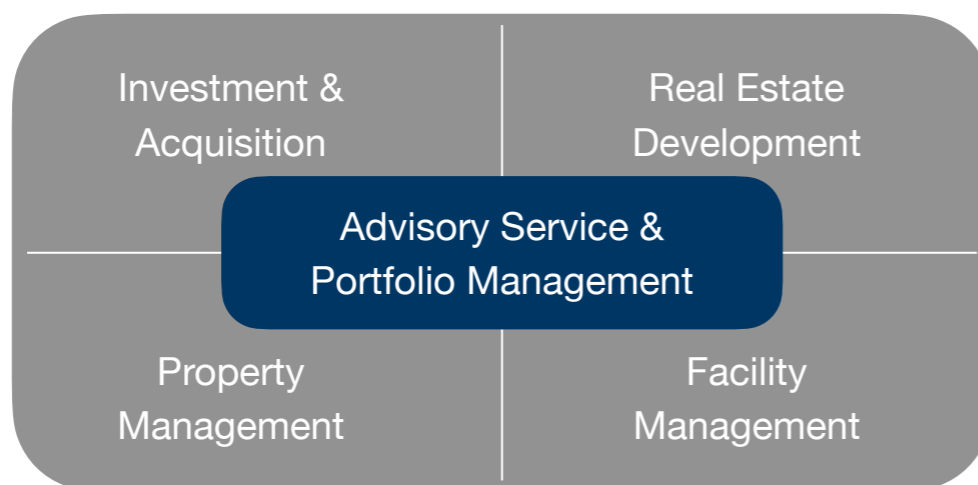 Investment &
Acquisition
Real Estate
Development
Advisory Service &
Portfolio Management
Property
Management
Facility
Management